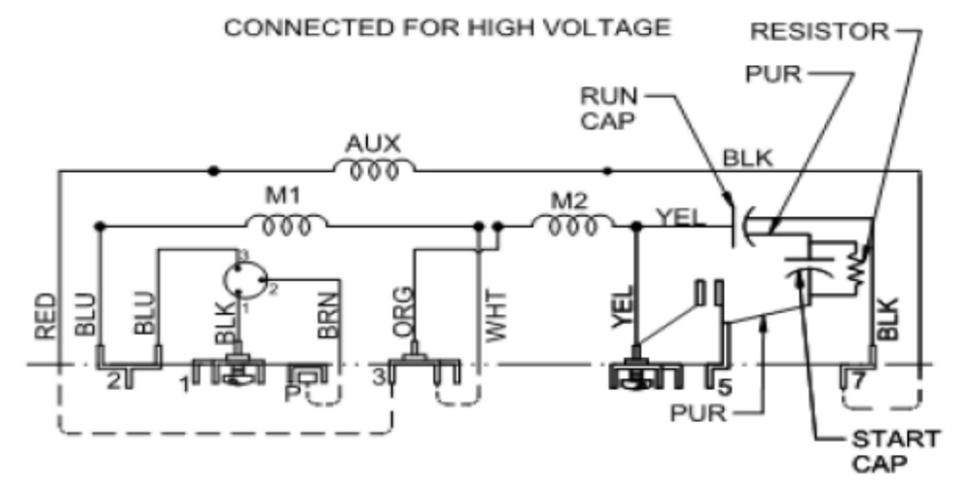 CONNECTED FOR HIGH VOLTAGE
RESISTOR
PUR
RUN
CAP
AUX
BLK
M1
M2
YEL
3
2
1
RED
BLU
BLU
BLK
BRN
ORG
WHT
YEL
BLK
2
1
P
3
5
7
PUR
START
CAP